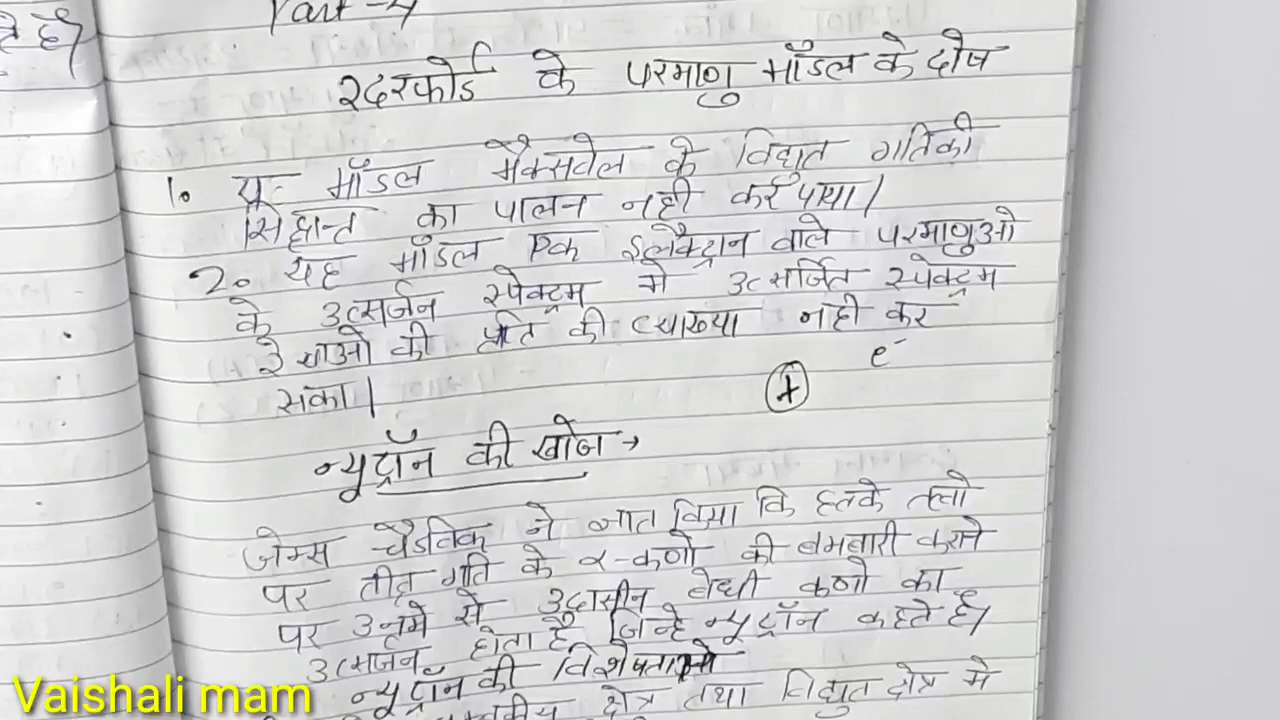 Part - 4
रदरफोर्ड के परमाणु मॉडल के दोष
1. यह मॉडल मैक्सवेल के विद्युत गतिकी
सिद्धान्त का पालन नही कर पाया।
2. यह मॉडल एक इलैक्ट्रान वाले परमाणुओ
के उत्सर्जन स्पेक्ट्रम मे उत्सर्जित स्पेक्ट्रम
रेखाओ की की व्याख्या नही कर
सका।
+ e⁻
न्यूट्रॉन की खोज →
जेम्स चैडविक ने ज्ञात किया कि हल्के तत्वो
पर तीव्र गति के α-कणो की बमबारी कराने
पर उनमे से उदासीन बेधी कणो का
उत्सर्जन होता है जिन्हे न्यूट्रॉन कहते है।
न्यूट्रॉन की विशेषताओ
क्षेत्र तथा विद्युत क्षेत्र मे
ते है।
Vaishali mam